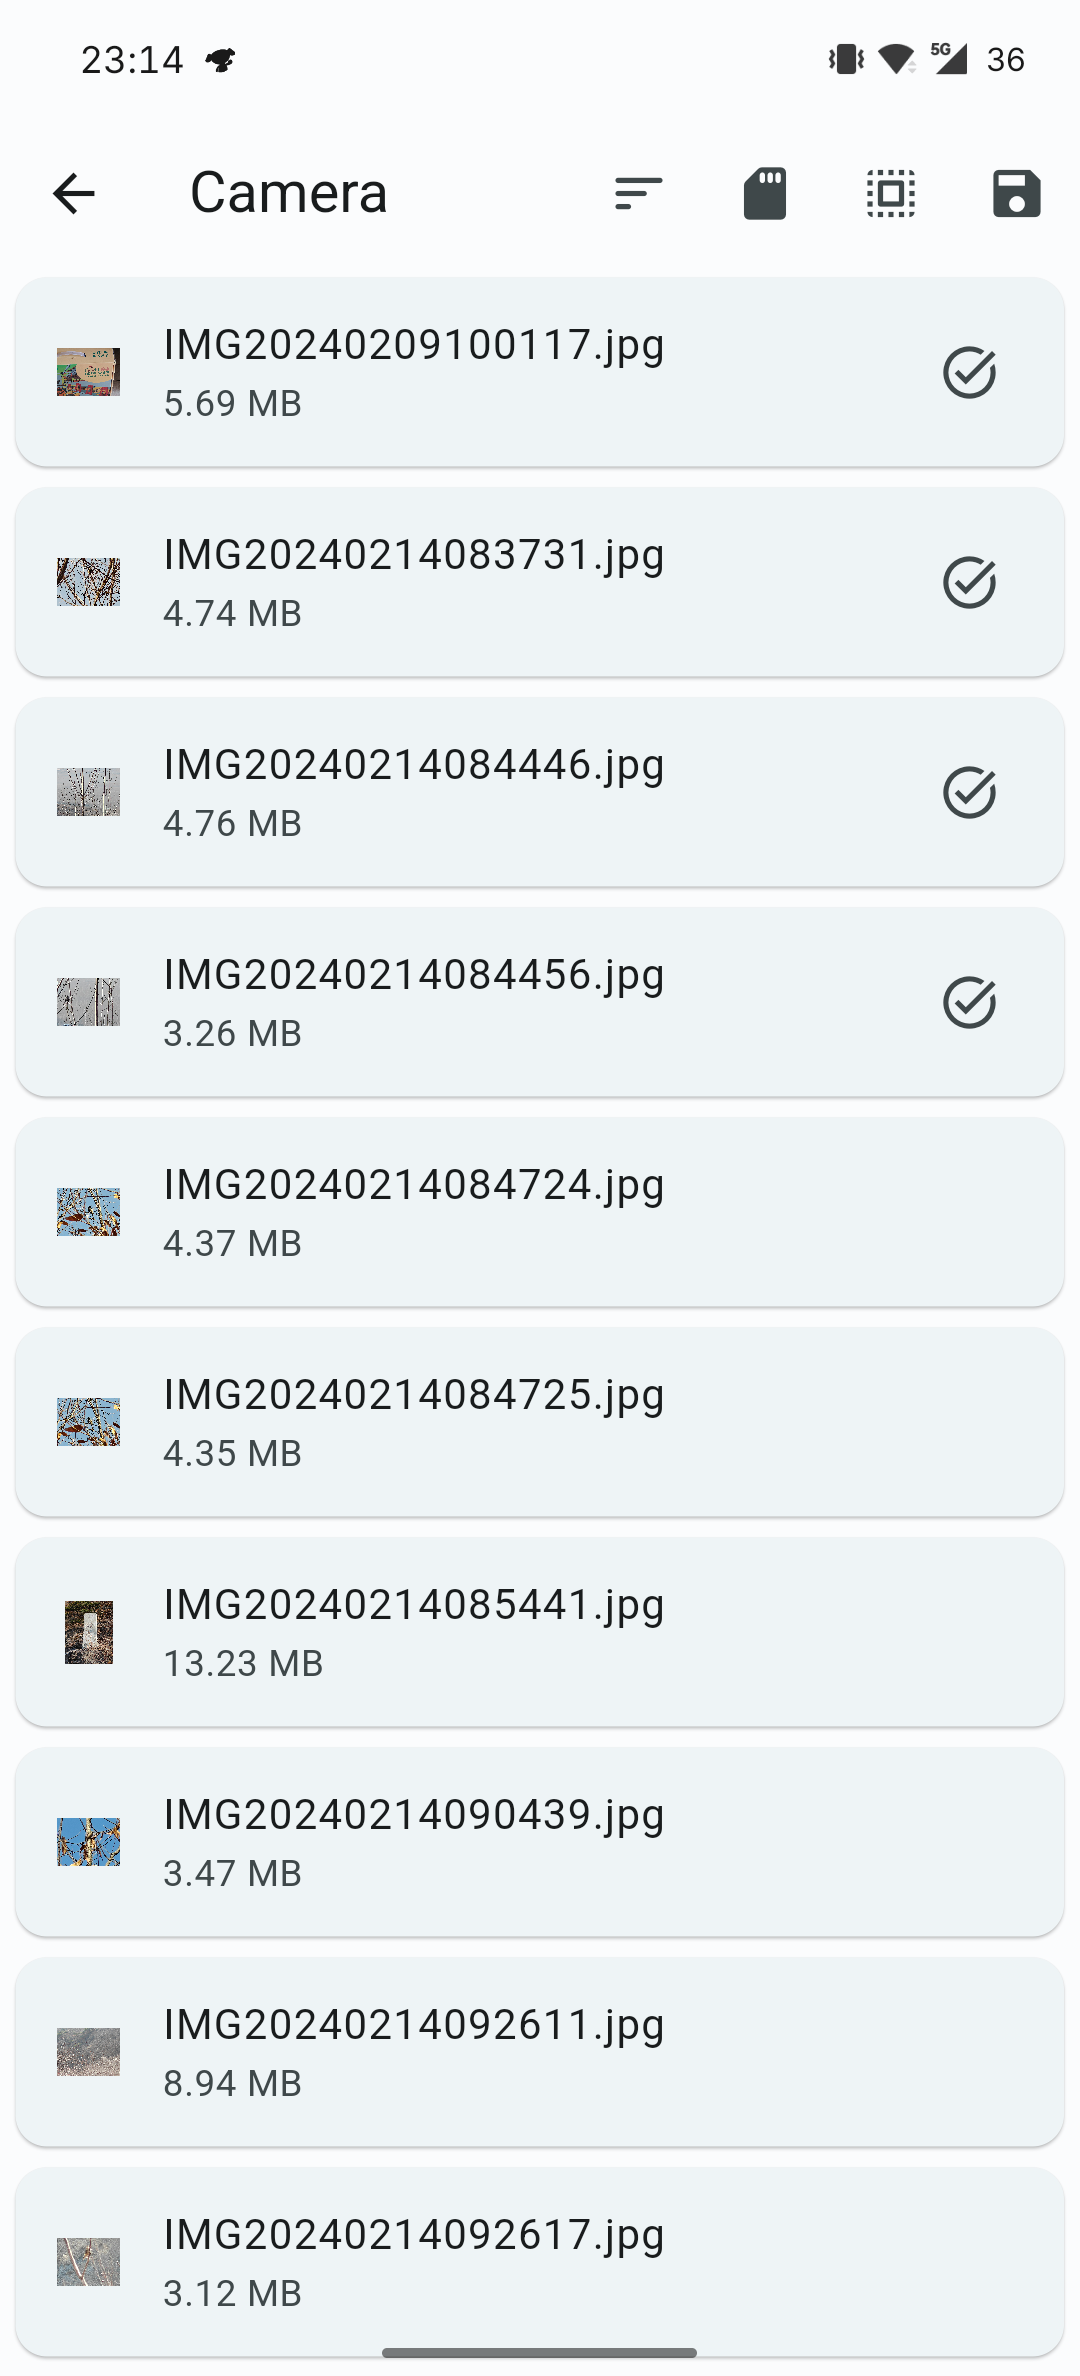 23:14
5G
36
Camera
IMG20240209100117.jpg
5.69 MB
IMG20240214083731.jpg
4.74 MB
IMG20240214084446.jpg
4.76 MB
IMG20240214084456.jpg
3.26 MB
IMG20240214084724.jpg
4.37 MB
IMG20240214084725.jpg
4.35 MB
IMG20240214085441.jpg
13.23 MB
IMG20240214090439.jpg
3.47 MB
IMG20240214092611.jpg
8.94 MB
IMG20240214092617.jpg
3.12 MB